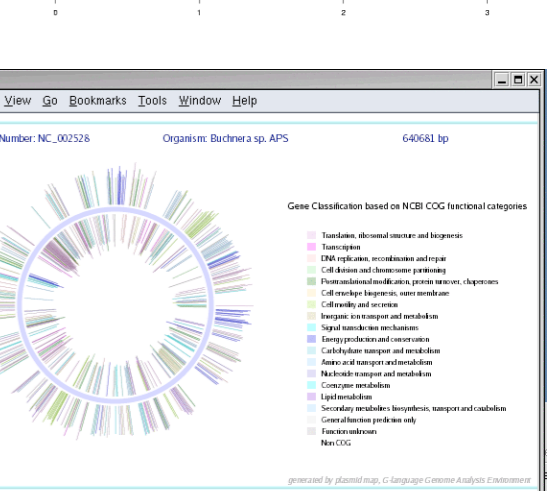 0 1 2 3
View Go Bookmarks Tools Window Help
Number: NC_002528 Organism: Buchnera sp. APS 640681 bp
Gene Classification based on NCBI COG functional categories
Translation, ribosomal structure and biogenesis
Transcription
DNA replication, recombination and repair
Cell division and chromosome partitioning
Posttranslational modification, protein turnover, chaperones
Cell envelope biogenesis, outer membrane
Cell motility and secretion
Inorganic ion transport and metabolism
Signal transduction mechanisms
Energy production and conservation
Carbohydrate transport and metabolism
Amino acid transport and metabolism
Nucleotide transport and metabolism
Coenzyme metabolism
Lipid metabolism
Secondary metabolites biosynthesis, transport and catabolism
General function prediction only
Function unknown
Non COG
generated by plasmid map, G-language Genome Analysis Environment